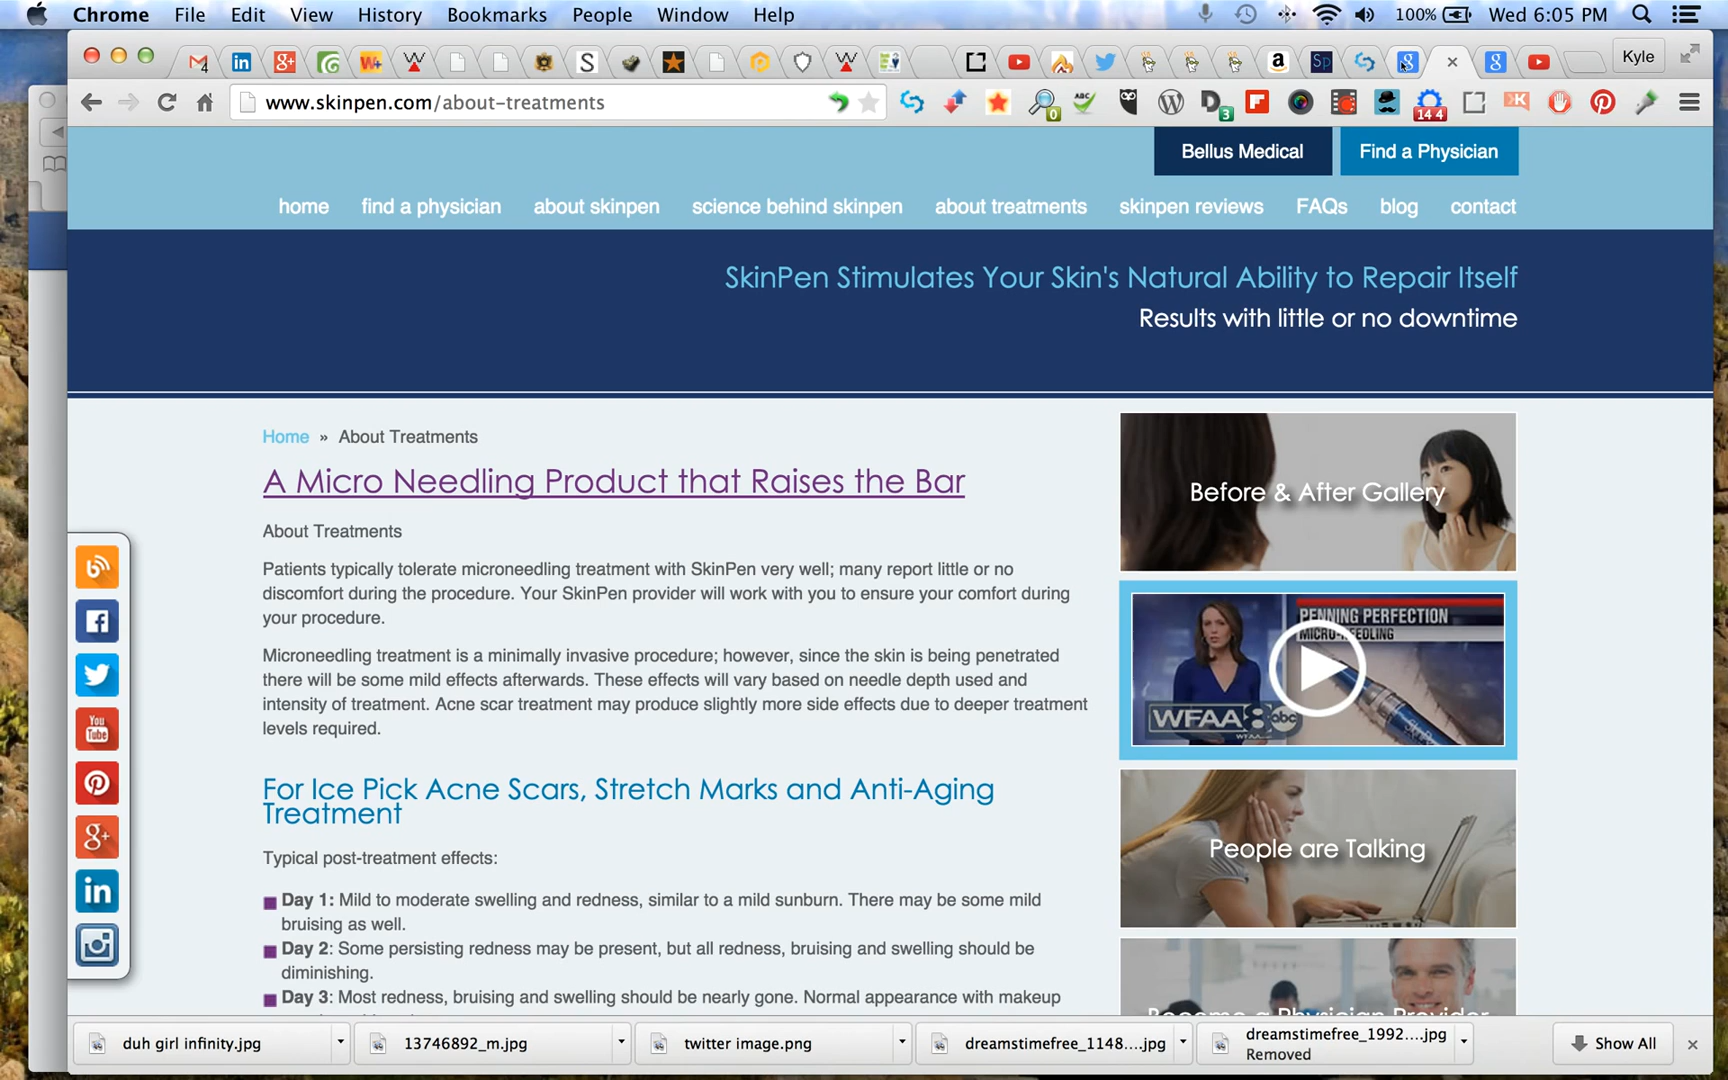 Chrome File Edit View History Bookmarks People Window Help 100% Wed 6:05 PM
Kyle
www.skinpen.com/about-treatments
Bellus Medical Find a Physician
home find a physician about skinpen science behind skinpen about treatments skinpen reviews FAQs blog contact
SkinPen Stimulates Your Skin's Natural Ability to Repair Itself
Results with little or no downtime
Home » About Treatments
A Micro Needling Product that Raises the Bar
About Treatments
Patients typically tolerate microneedling treatment with SkinPen very well; many report little or no
discomfort during the procedure. Your SkinPen provider will work with you to ensure your comfort during
your procedure.
Microneedling treatment is a minimally invasive procedure; however, since the skin is being penetrated
there will be some mild effects afterwards. These effects will vary based on needle depth used and
intensity of treatment. Acne scar treatment may produce slightly more side effects due to deeper treatment
levels required.
For Ice Pick Acne Scars, Stretch Marks and Anti-Aging
Treatment
Typical post-treatment effects:
Day 1: Mild to moderate swelling and redness, similar to a mild sunburn. There may be some mild
bruising as well.
Day 2: Some persisting redness may be present, but all redness, bruising and swelling should be
diminishing.
Day 3: Most redness, bruising and swelling should be nearly gone. Normal appearance with makeup
Before & After Gallery
PENNING PERFECTION
MICRO-NEEDLING
WFAA 8 abc
WFAA.COM
People are Talking
Become a Physician Provider
You
Tube
duh girl infinity.jpg 13746892_m.jpg twitter image.png dreamstimefree_1148....jpg dreamstimefree_1992....jpg
Removed
Show All